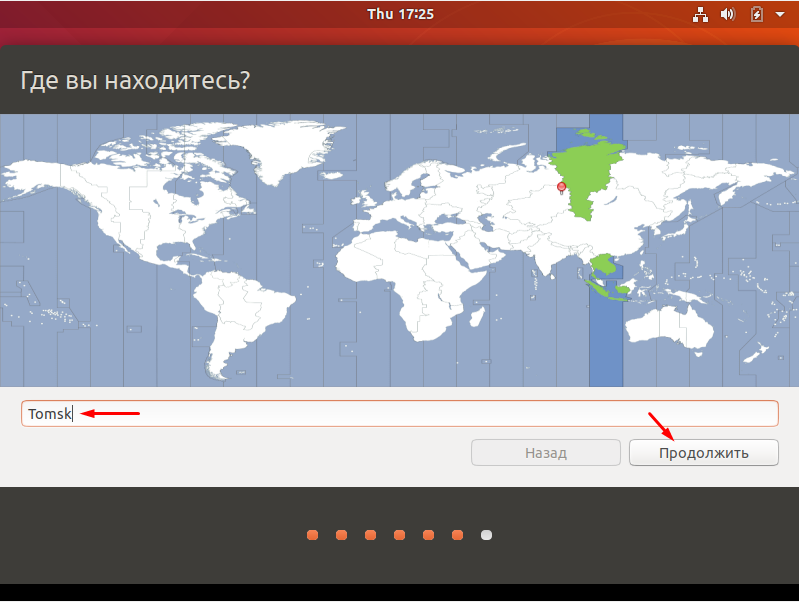 Thu 17:25
Где вы находитесь?
Tomsk
Назад
Продолжить